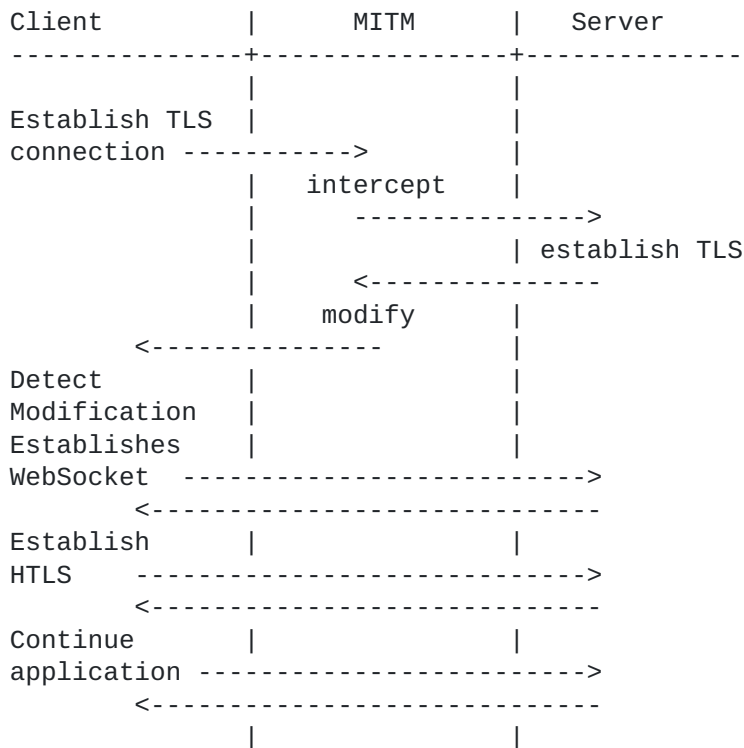 Client         |      MITM      |   Server
---------------+----------------+--------------
               |                |
Establish TLS  |                |
connection ----------->         |
               |   intercept    |
               |      --------------->
               |                | establish TLS
               |      <---------------
               |    modify      |
        <---------------        |
Detect         |                |
Modification   |                |
Establishes    |                |
WebSocket  -------------------------->
        <-----------------------------
Establish      |                |
HTLS    ----------------------------->
        <-----------------------------
Continue       |                |
application ------------------------->
        <-----------------------------
               |                |